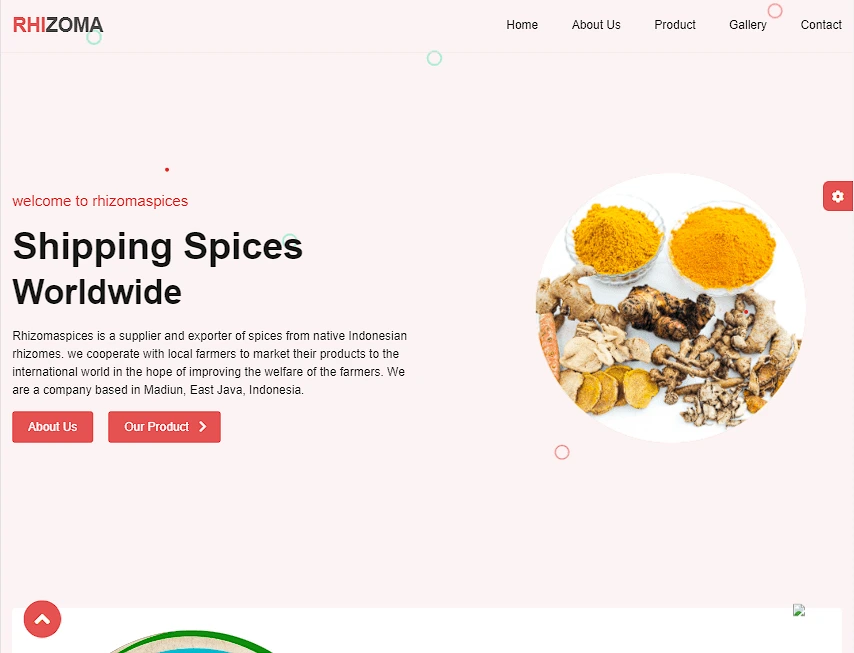 RHIZOMA
Home About Us Product Gallery Contact
welcome to rhizomaspices
Shipping Spices
Worldwide
Rhizomaspices is a supplier and exporter of spices from native Indonesian
rhizomes. we cooperate with local farmers to market their products to the
international world in the hope of improving the welfare of the farmers. We
are a company based in Madiun, East Java, Indonesia.
About Us Our Product